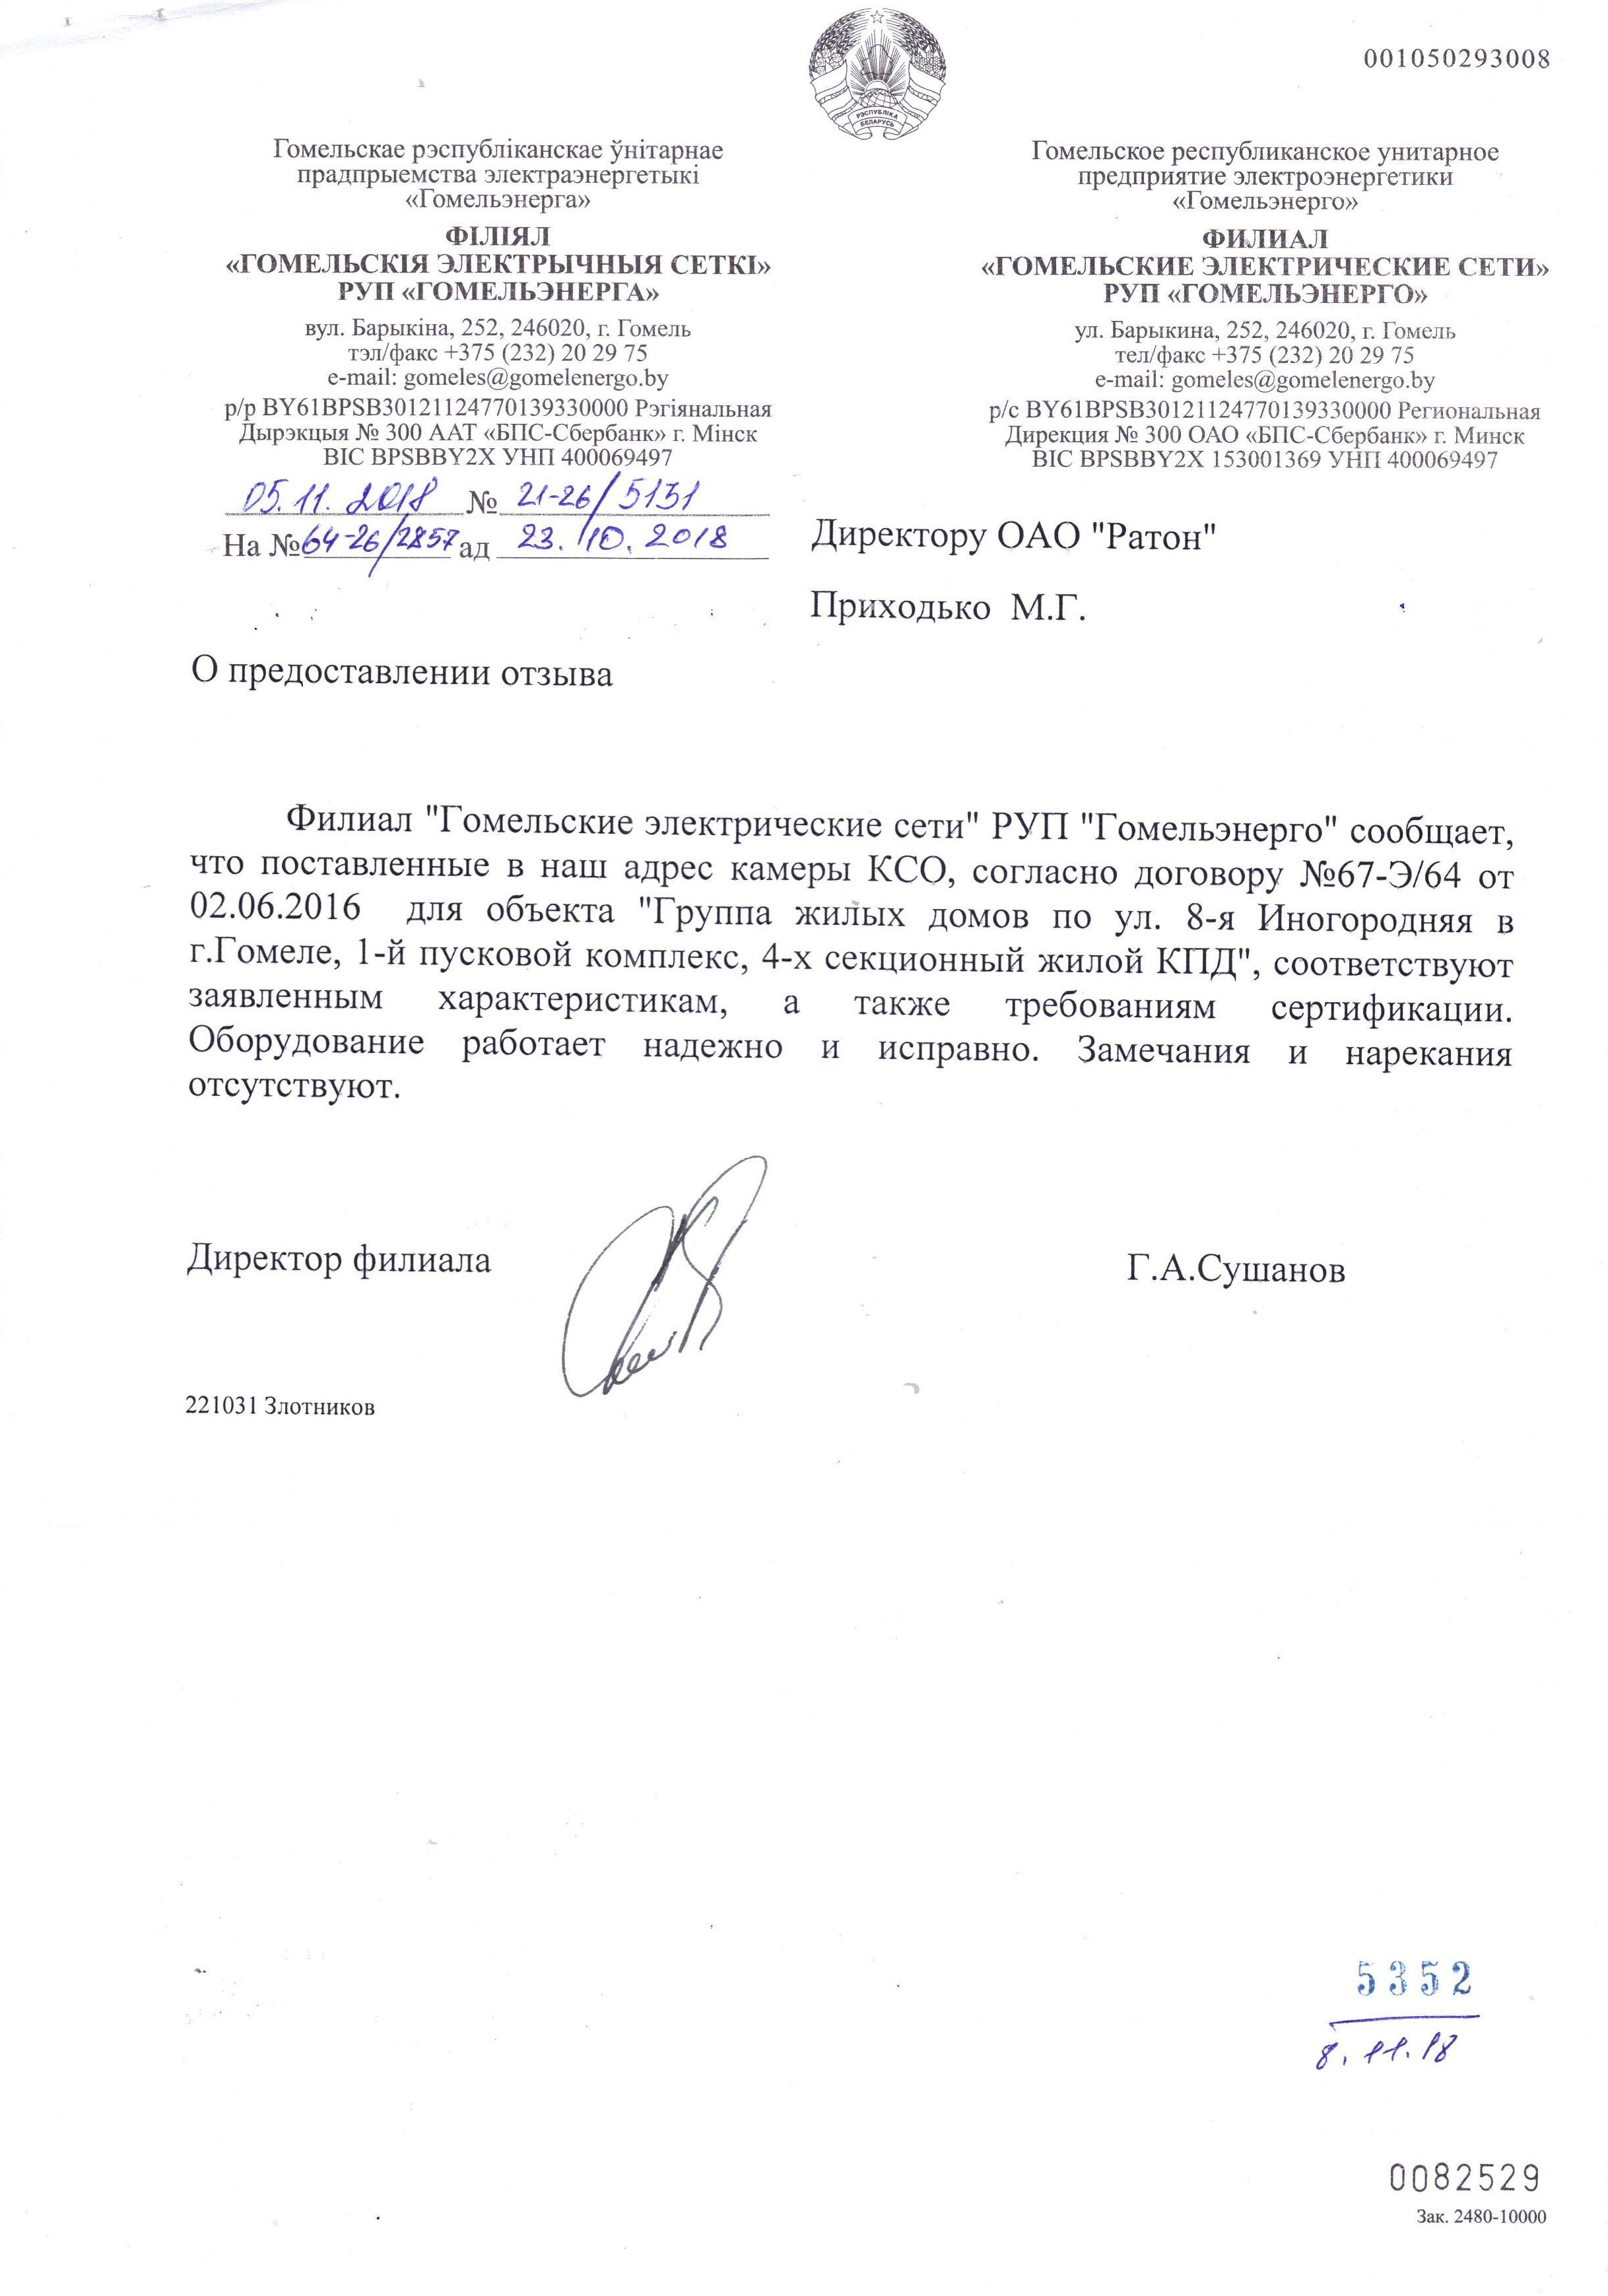 001050293008
РЭСПУБЛІКА
БЕЛАРУСЬ
Гомельскае рэспубліканскае ўнітарнае
прадпрыемства электраэнергетыкі
«Гомельэнерга»
ФІЛІЯЛ
«ГОМЕЛЬСКІЯ ЭЛЕКТРЫЧНЫЯ СЕТКІ»
РУП «ГОМЕЛЬЭНЕРГА»
вул. Барыкіна, 252, 246020, г. Гомель
тэл/факс +375 (232) 20 29 75
e-mail: gomeles@gomelenergo.by
р/р BY61BPSB30121124770139330000 Рэгіянальная
Дырэкцыя № 300 ААТ «БПС-Сбербанк» г. Мінск
BIC BPSBBY2X УНП 400069497
05.11.2018 № 21-26/5131
На № 64-26/2857 ад 23.10.2018
Гомельское республиканское унитарное
предприятие электроэнергетики
«Гомельэнерго»
ФИЛИАЛ
«ГОМЕЛЬСКИЕ ЭЛЕКТРИЧЕСКИЕ СЕТИ»
РУП «ГОМЕЛЬЭНЕРГО»
ул. Барыкина, 252, 246020, г. Гомель
тел/факс +375 (232) 20 29 75
e-mail: gomeles@gomelenergo.by
р/с BY61BPSB30121124770139330000 Региональная
Дирекция № 300 ОАО «БПС-Сбербанк» г. Минск
BIC BPSBBY2X 153001369 УНП 400069497
Директору ОАО "Ратон"
Приходько М.Г.
О предоставлении отзыва
Филиал "Гомельские электрические сети" РУП "Гомельэнерго" сообщает,
что поставленные в наш адрес камеры КСО, согласно договору №67-Э/64 от
02.06.2016 для объекта "Группа жилых домов по ул. 8-я Иногородняя в
г.Гомеле, 1-й пусковой комплекс, 4-х секционный жилой КПД", соответствуют
заявленным характеристикам, а также требованиям сертификации.
Оборудование работает надежно и исправно. Замечания и нарекания
отсутствуют.
Директор филиала Г.А.Сушанов
221031 Злотников
5352
8.11.18
0082529
Зак. 2480-10000